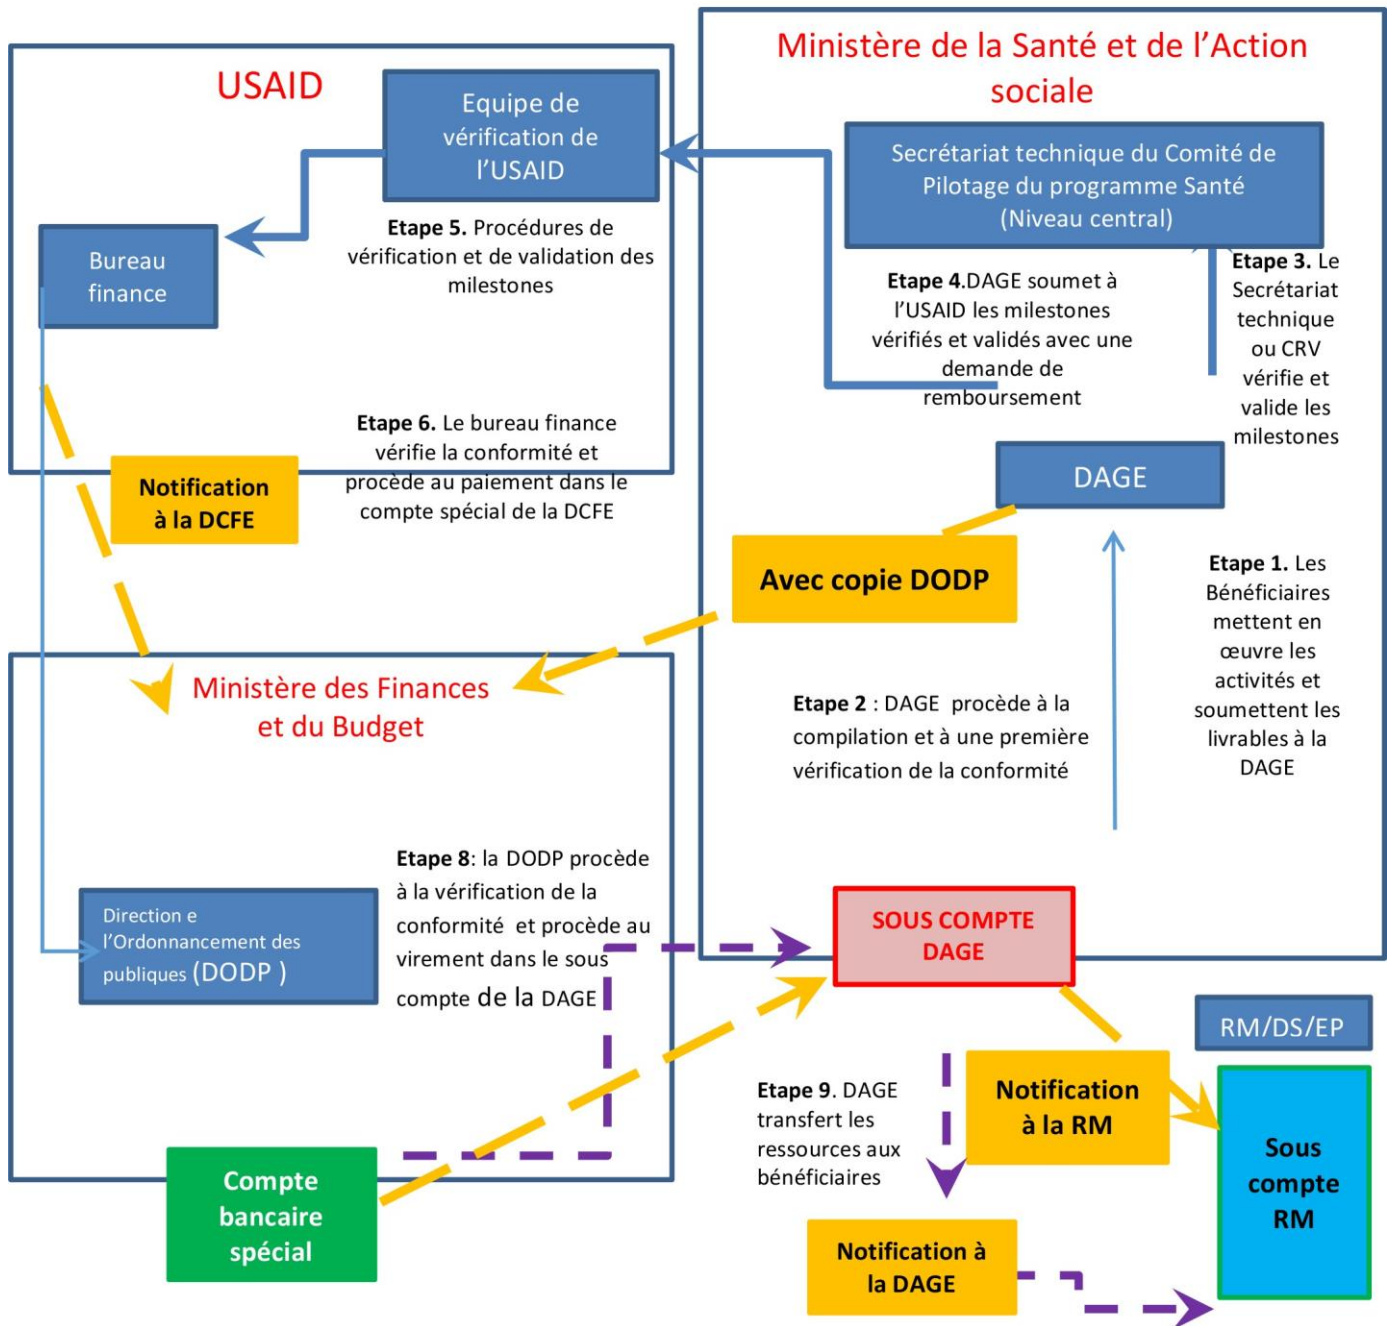 USAID
Equipe de
vérification de
l’USAID
Bureau
finance
Etape 5. Procédures de
vérification et de validation des
milestones
Etape 6. Le bureau finance
vérifie la conformité et
procède au paiement dans le
compte spécial de la DCFE
Notification
à la DCFE
Ministère de la Santé et de l’Action
sociale
Secrétariat technique du Comité de
Pilotage du programme Santé
(Niveau central)
Etape 4.DAGE soumet à
l’USAID les milestones
vérifiés et validés avec une
demande de
remboursement
Etape 3. Le
Secrétariat
technique
ou CRV
vérifie et
valide les
milestones
DAGE
Avec copie DODP
Etape 1. Les
Bénéficiaires
mettent en
œuvre les
activités et
soumettent les
livrables à la
DAGE
Etape 2 : DAGE procède à la
compilation et à une première
vérification de la conformité
Ministère des Finances
et du Budget
Direction e
l’Ordonnancement des
publiques (DODP )
Etape 8: la DODP procède
à la vérification de la
conformité et procède au
virement dans le sous
compte de la DAGE
SOUS COMPTE
DAGE
Compte
bancaire
spécial
Etape 9. DAGE
transfert les
ressources aux
bénéficiaires
Notification
à la RM
RM/DS/EP
Sous
compte
RM
Notification à
la DAGE